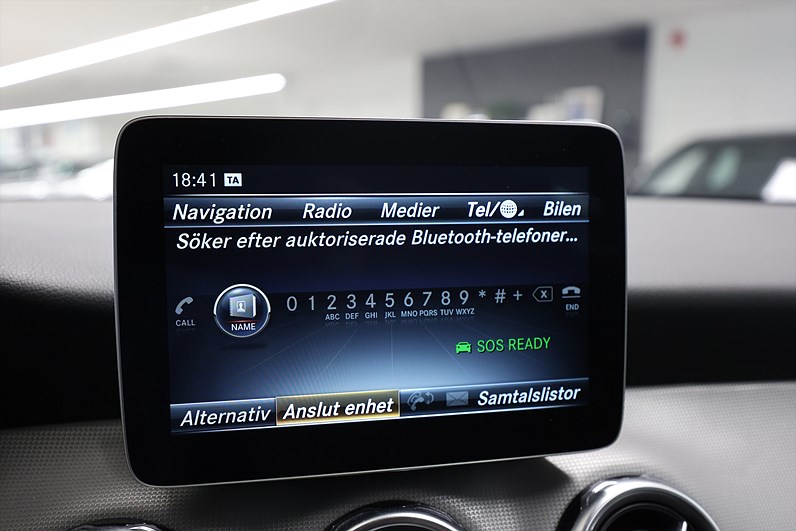 18:41 TA
Navigation Radio Medier Tel/ Bilen
Söker efter auktoriserade Bluetooth-telefoner...
CALL NAME 0 1 2 3 4 5 6 7 8 9 * # + X END
ABC DEF GHI JKL MNO PQRS TUV WXYZ
SOS READY
Alternativ Anslut enhet Samtalslistor